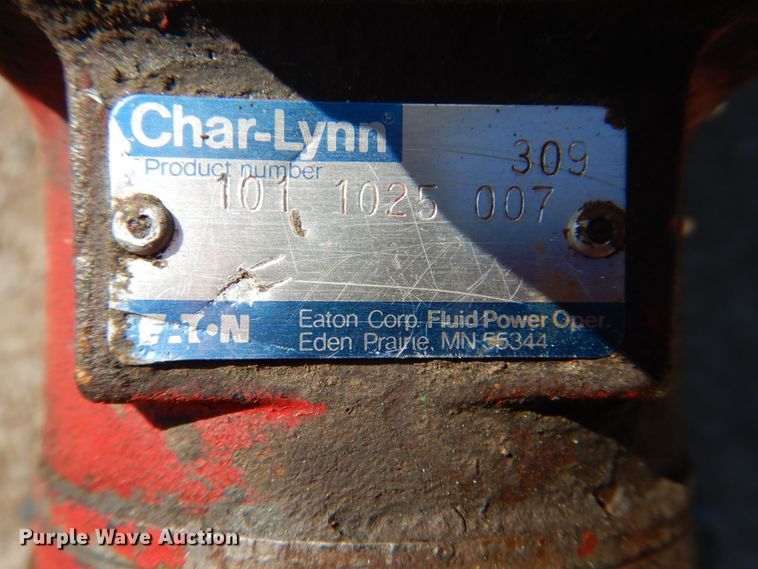 Char-Lynn®
309
Product number
101 1025 007
EATON Eaton Corp. Fluid Power Oper.
Eden Prairie, MN 55344
Purple Wave Auction